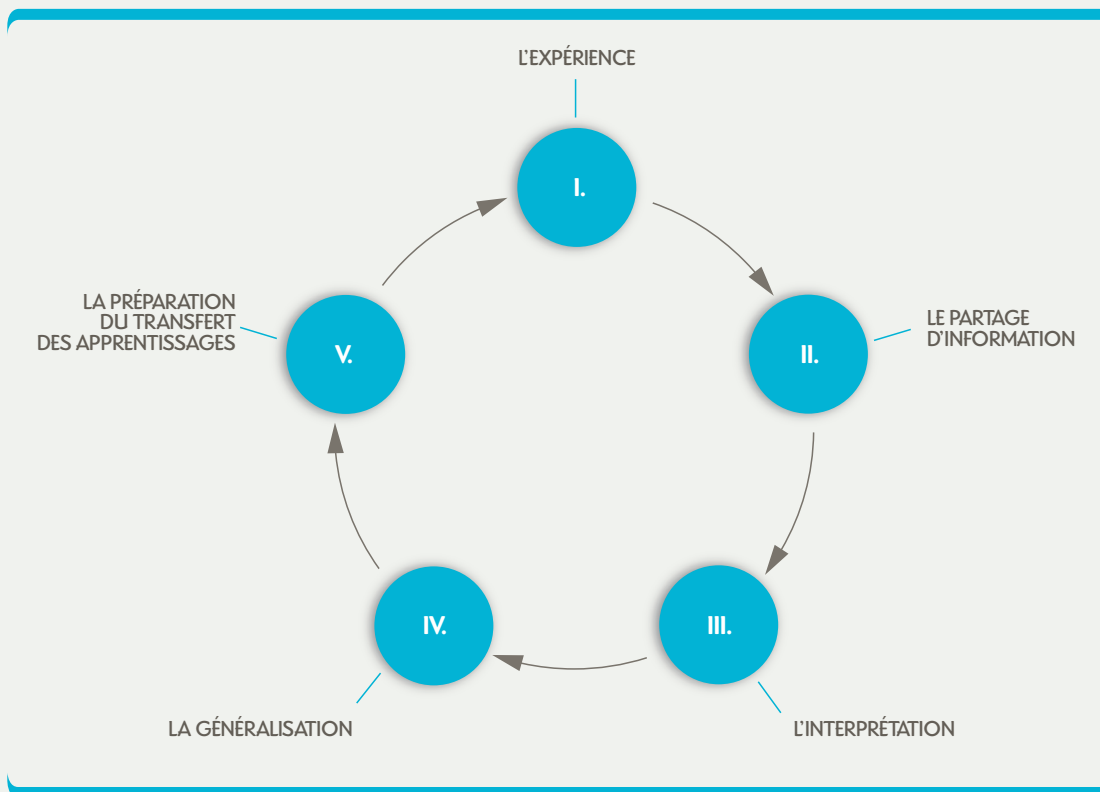 L'EXPÉRIENCE
I.
II.
LE PARTAGE
D'INFORMATION
III.
L'INTERPRÉTATION
IV.
LA GÉNÉRALISATION
V.
LA PRÉPARATION
DU TRANSFERT
DES APPRENTISSAGES